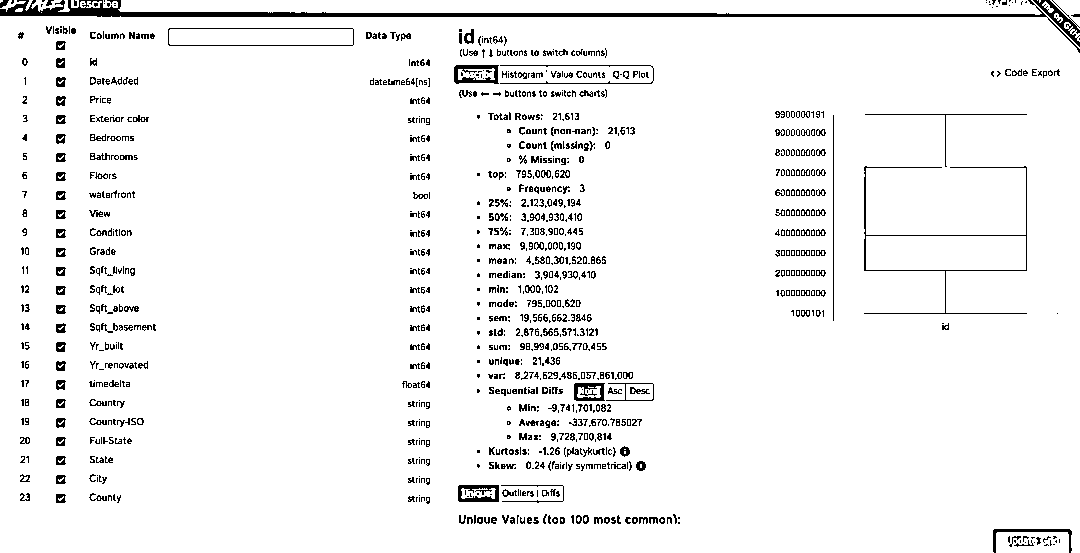 D-TALE Describe
# Visible Column Name Data Type
0 id int64
1 DateAdded datetime64[ns]
2 Price int64
3 Exterior color string
4 Bedrooms int64
5 Bathrooms int64
6 Floors int64
7 waterfront bool
8 View int64
9 Condition int64
10 Grade int64
11 Sqft_living int64
12 Sqft_lot int64
13 Sqft_above int64
14 Sqft_basement int64
15 Yr_built int64
16 Yr_renovated int64
17 timedelta float64
18 Country string
19 Country-ISO string
20 Full-State string
21 State string
22 City string
23 County string
id (int64)
(Use ↑ ↓ buttons to switch columns)
Describe Histogram Value Counts Q-Q Plot
(Use ← → buttons to switch charts)
<> Code Export
Total Rows: 21,613
Count (non-nan): 21,613
Count (missing): 0
% Missing: 0
top: 795,000,620
Frequency: 3
25%: 2,123,049,194
50%: 3,904,930,410
75%: 7,308,900,445
max: 9,900,000,190
mean: 4,580,301,520.865
median: 3,904,930,410
min: 1,000,102
mode: 795,000,620
sem: 19,566,662.3846
std: 2,876,565,571.3121
sum: 98,994,056,770,455
unique: 21,436
var: 8,274,629,486,057,861,000
Sequential Diffs None Asc Desc
Min: -9,741,701,082
Average: -337,670.785027
Max: 9,728,700,814
Kurtosis: -1.26 (platykurtic)
Skew: 0.24 (fairly symmetrical)
Uniques Outliers Diffs
Unique Values (top 100 most common):
9900000191
9000000000
8000000000
7000000000
6000000000
5000000000
4000000000
3000000000
2000000000
1000000000
1000101
id
me on GitHub
Update Grid